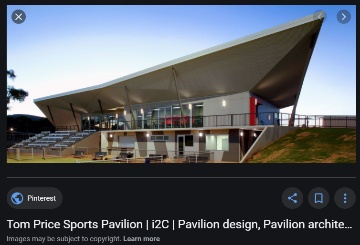 Pinterest
Tom Price Sports Pavilion | i2C | Pavilion design, Pavilion archite...
Images may be subject to copyright. Learn more